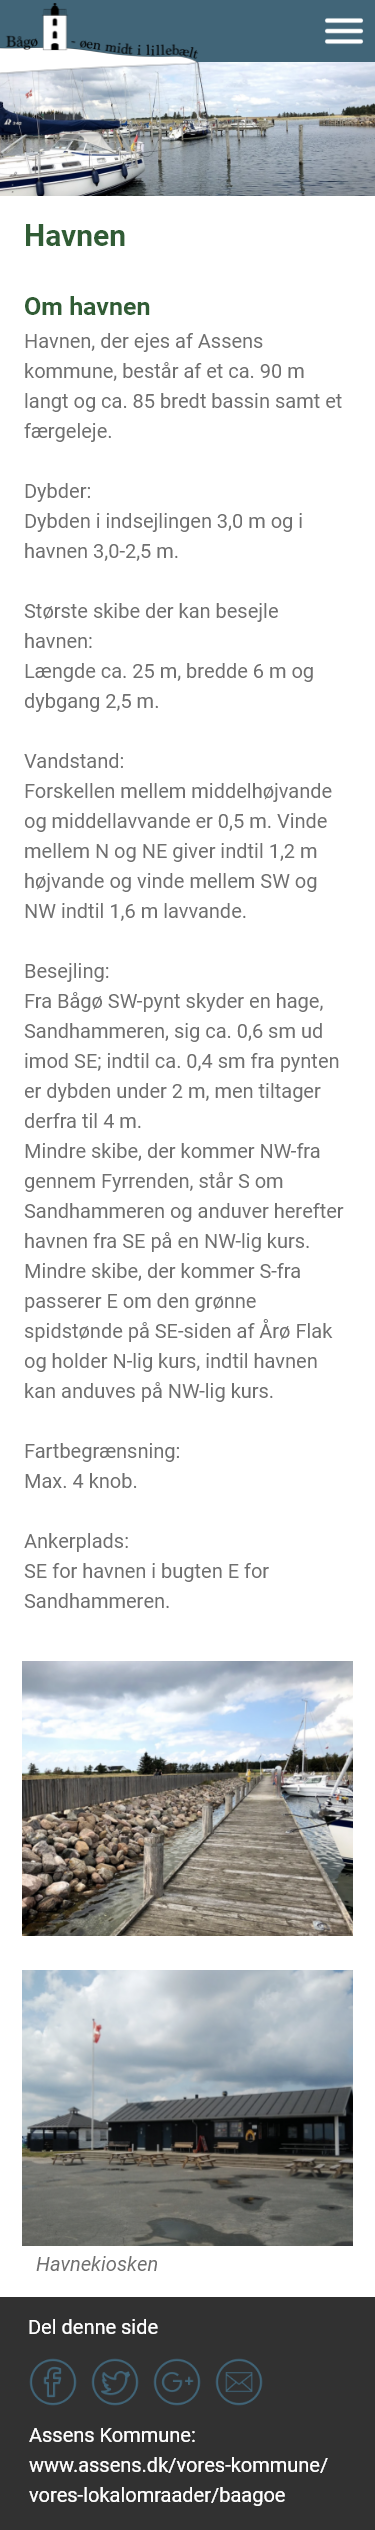 Bågø - øen midt i lillebælt
Havnen
Om havnen
Havnen, der ejes af Assens
kommune, består af et ca. 90 m
langt og ca. 85 bredt bassin samt et
færgeleje.
Dybder:
Dybden i indsejlingen 3,0 m og i
havnen 3,0-2,5 m.
Største skibe der kan besejle
havnen:
Længde ca. 25 m, bredde 6 m og
dybgang 2,5 m.
Vandstand:
Forskellen mellem middelhøjvande
og middellavvande er 0,5 m. Vinde
mellem N og NE giver indtil 1,2 m
højvande og vinde mellem SW og
NW indtil 1,6 m lavvande.
Besejling:
Fra Bågø SW-pynt skyder en hage,
Sandhammeren, sig ca. 0,6 sm ud
imod SE; indtil ca. 0,4 sm fra pynten
er dybden under 2 m, men tiltager
derfra til 4 m.
Mindre skibe, der kommer NW-fra
gennem Fyrrenden, står S om
Sandhammeren og anduver herefter
havnen fra SE på en NW-lig kurs.
Mindre skibe, der kommer S-fra
passerer E om den grønne
spidstønde på SE-siden af Årø Flak
og holder N-lig kurs, indtil havnen
kan anduves på NW-lig kurs.
Fartbegrænsning:
Max. 4 knob.
Ankerplads:
SE for havnen i bugten E for
Sandhammeren.
Havnekiosken
Del denne side
Assens Kommune:
www.assens.dk/vores-kommune/
vores-lokalomraader/baagoe